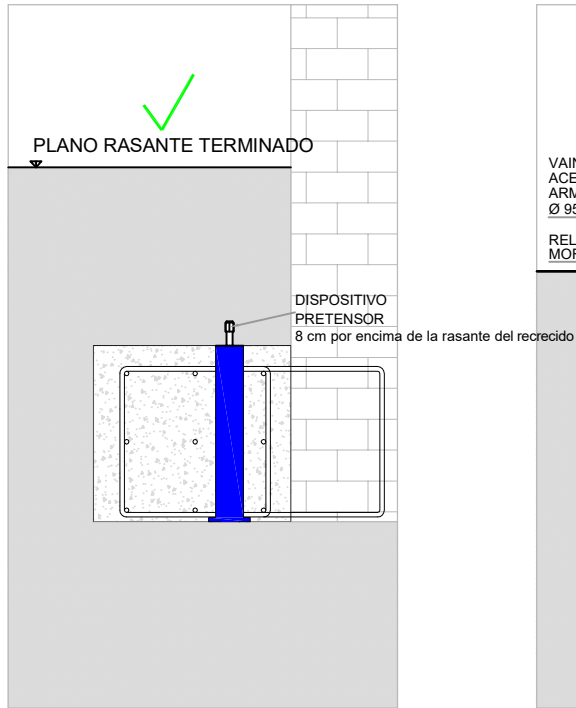 PLANO RASANTE TERMINADO
DISPOSITIVO
PRETENSOR
8 cm por encima de la rasante del recrecido